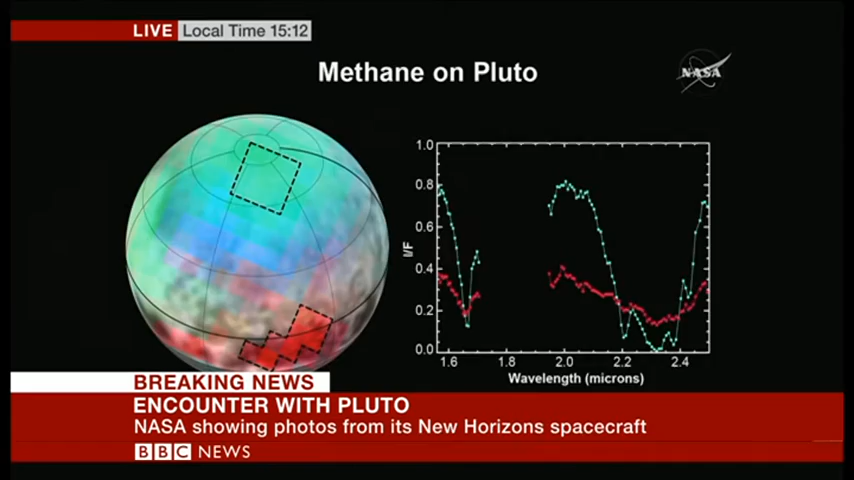 LIVE Local Time 15:12
Methane on Pluto
NASA
1.0
0.8
0.6
0.4
0.2
0.0
I/F
1.6 1.8 2.0 2.2 2.4
Wavelength (microns)
BREAKING NEWS
ENCOUNTER WITH PLUTO
NASA showing photos from its New Horizons spacecraft
BBC NEWS